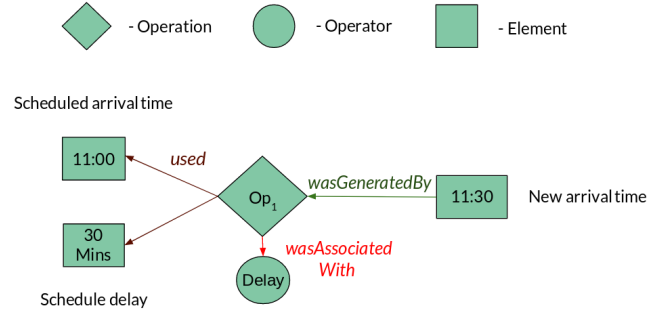 - Operation
- Operator
- Element
Scheduled arrival time
11:00
used
wasGeneratedBy
Op1
11:30
New arrival time
30
Mins
wasAssociated
With
Delay
Schedule delay